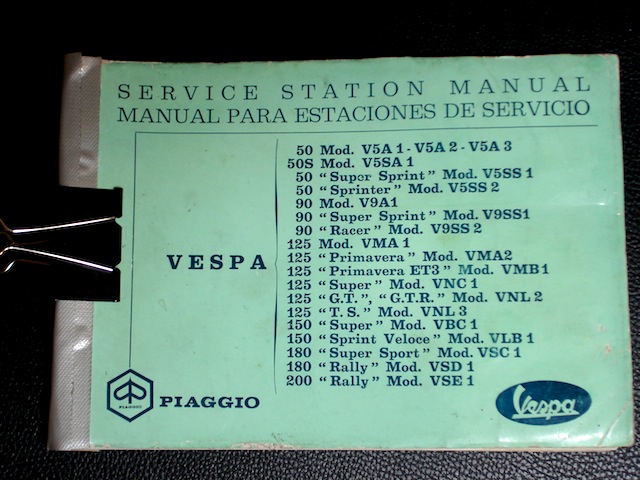 SERVICE STATION MANUAL
MANUAL PARA ESTACIONES DE SERVICIO
VESPA
50 Mod. V5A 1 - V5A 2 - V5A 3
50S Mod. V5SA 1
50 "Super Sprint" Mod. V5SS 1
50 "Sprinter" Mod. V5SS 2
90 Mod. V9A1
90 "Super Sprint" Mod. V9SS1
90 "Racer" Mod. V9SS 2
125 Mod. VMA 1
125 "Primavera" Mod. VMA2
125 "Primavera ET3" Mod. VMB1
125 "Super" Mod. VNC 1
125 "G.T.", "G.T.R." Mod. VNL 2
125 "T.S." Mod. VNL 3
150 "Super" Mod. VBC 1
150 "Sprint Veloce" Mod. VLB 1
180 "Super Sport" Mod. VSC 1
180 "Rally" Mod. VSD 1
200 "Rally" Mod. VSE 1
PIAGGIO
PIAGGIO
Vespa